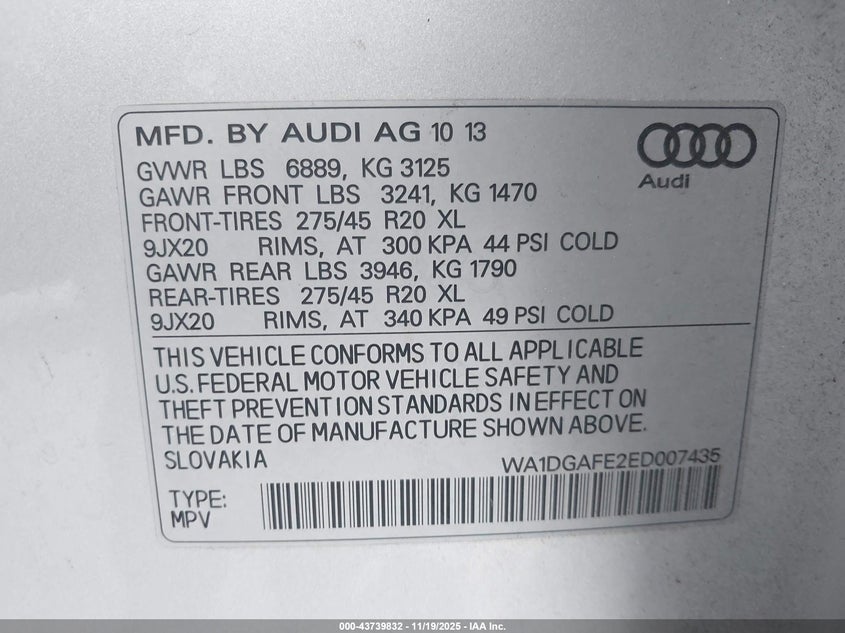 MFD. BY AUDI AG 10 13
Audi
GVWR LBS 6889, KG 3125
GAWR FRONT LBS 3241, KG 1470
FRONT-TIRES 275/45 R20 XL
9JX20 RIMS, AT 300 KPA 44 PSI COLD
GAWR REAR LBS 3946, KG 1790
REAR-TIRES 275/45 R20 XL
9JX20 RIMS, AT 340 KPA 49 PSI COLD
THIS VEHICLE CONFORMS TO ALL APPLICABLE
U.S. FEDERAL MOTOR VEHICLE SAFETY AND
THEFT PREVENTION STANDARDS IN EFFECT ON
THE DATE OF MANUFACTURE SHOWN ABOVE.
SLOVAKIA
WA1DGAFE2ED007435
TYPE:
MPV
000-43739832 - 11/19/2025 - IAA Inc.